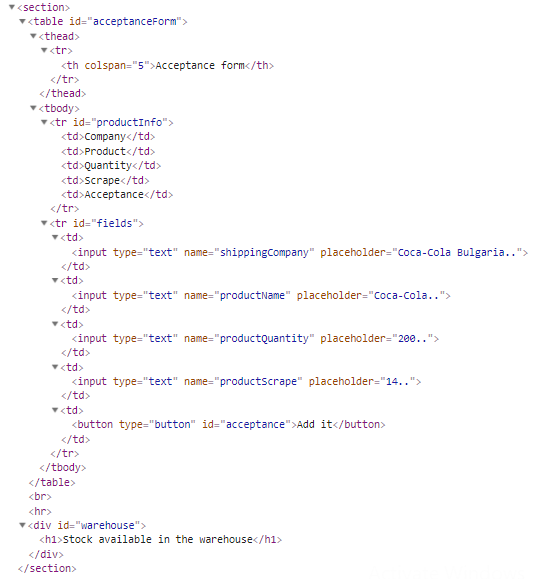 <section>
<table id="acceptanceForm">
<thead>
<tr>
<th colspan="5">Acceptance form</th>
</tr>
</thead>
<tbody>
<tr id="productInfo">
<td>Company</td>
<td>Product</td>
<td>Quantity</td>
<td>Scrape</td>
<td>Acceptance</td>
</tr>
<tr id="fields">
<td>
<input type="text" name="shippingCompany" placeholder="Coca-Cola Bulgaria..">
</td>
<td>
<input type="text" name="productName" placeholder="Coca-Cola..">
</td>
<td>
<input type="text" name="productQuantity" placeholder="200..">
</td>
<td>
<input type="text" name="productScrape" placeholder="14..">
</td>
<td>
<button type="button" id="acceptance">Add it</button>
</td>
</tr>
</tbody>
</table>
<br>
<hr>
<div id="warehouse">
<h1>Stock available in the warehouse</h1>
</div>
</section>